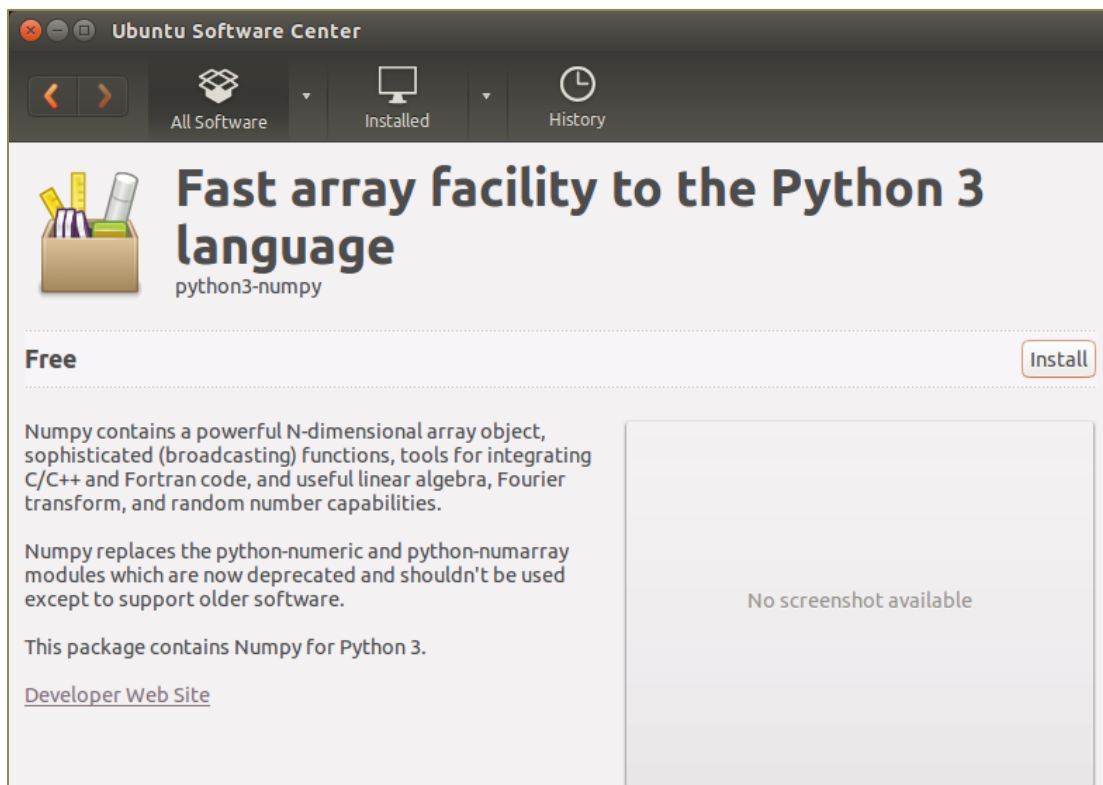 Ubuntu Software Center
All Software
Installed
History
Fast array facility to the Python 3
language
python3-numpy
Free
Install
Numpy contains a powerful N-dimensional array object,
sophisticated (broadcasting) functions, tools for integrating
C/C++ and Fortran code, and useful linear algebra, Fourier
transform, and random number capabilities.
Numpy replaces the python-numeric and python-numarray
modules which are now deprecated and shouldn't be used
except to support older software.
This package contains Numpy for Python 3.
Developer Web Site
No screenshot available